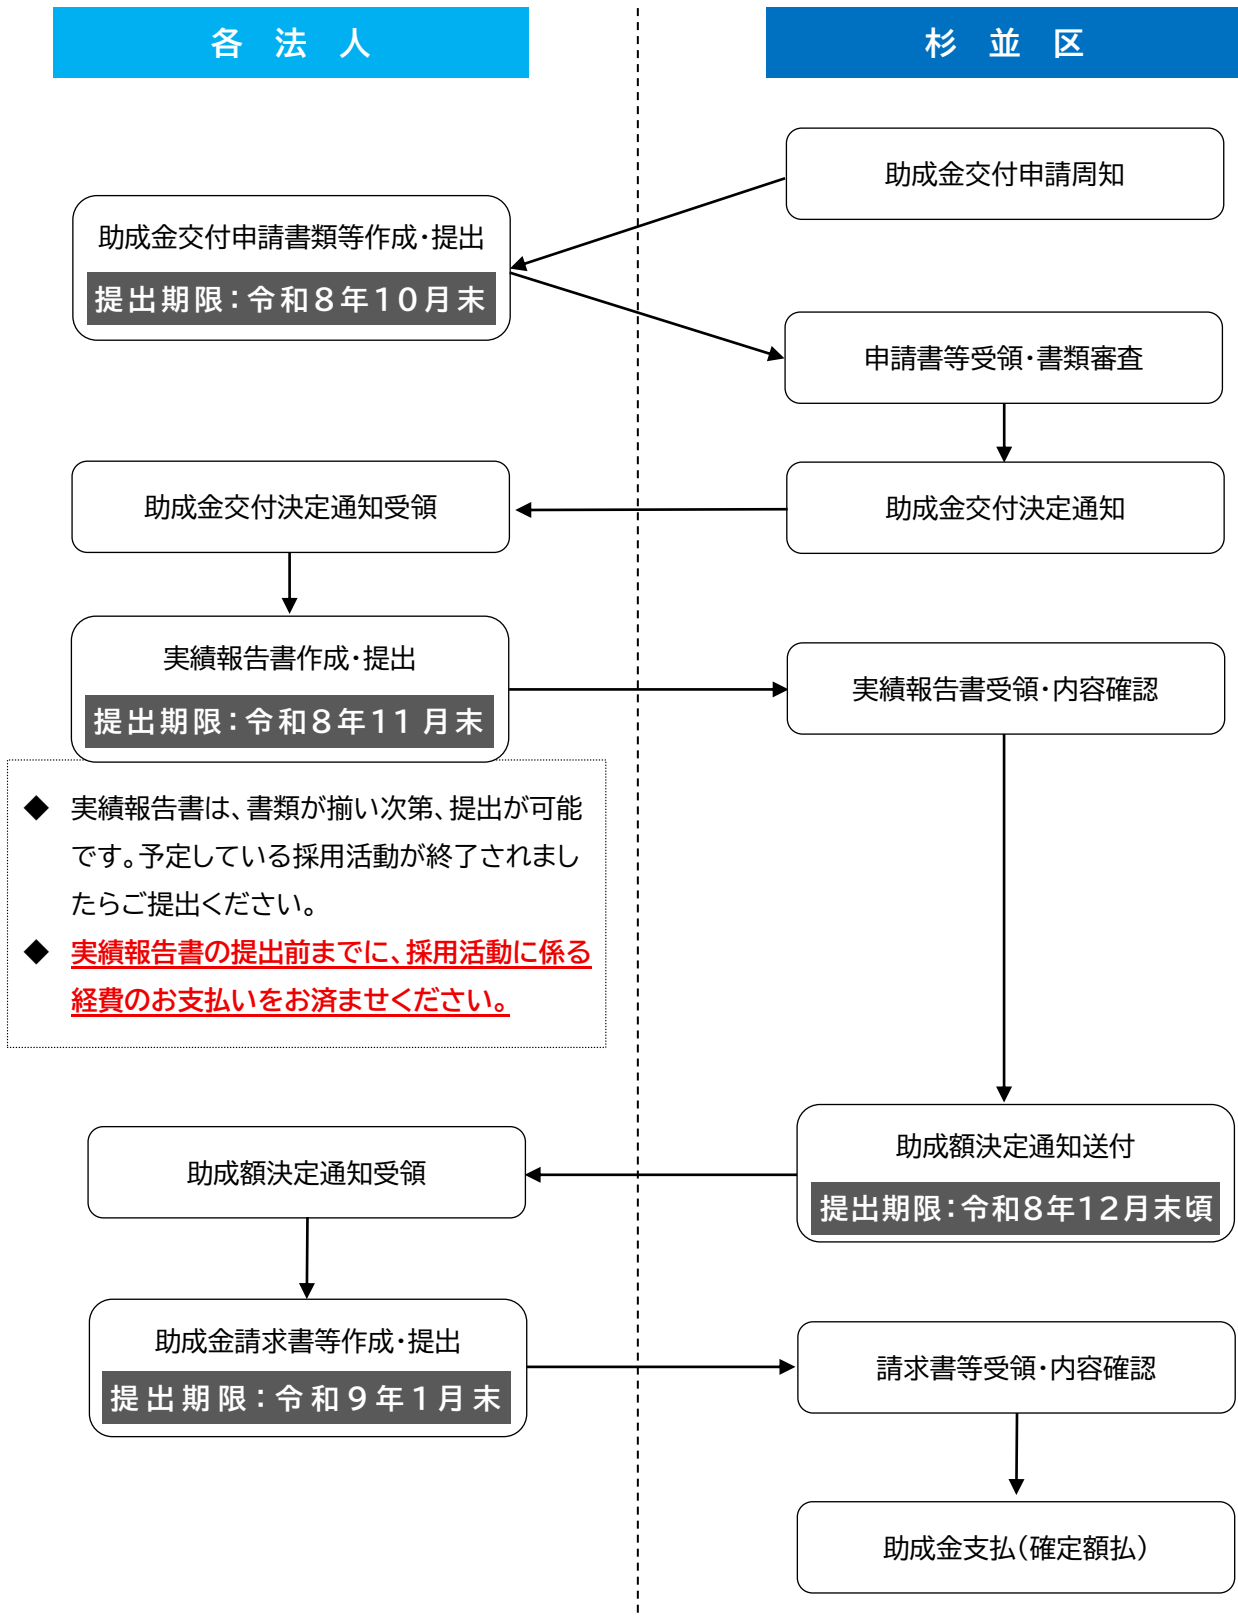 各　法　人
杉　並　区
助成金交付申請周知
助成金交付申請書類等作成・提出
提出期限：令和８年１０月末
申請書等受領・書類審査
助成金交付決定通知受領
助成金交付決定通知
実績報告書作成・提出
提出期限：令和８年１１月末
実績報告書受領・内容確認
◆　実績報告書は、書類が揃い次第、提出が可能
です。予定している採用活動が終了されまし
たらご提出ください。
◆　実績報告書の提出前までに、採用活動に係る
経費のお支払いをお済ませください。
助成額決定通知送付
助成額決定通知受領
提出期限：令和８年１２月末頃
助成金請求書等作成・提出
提出期限：令和９年１月末
請求書等受領・内容確認
助成金支払（確定額払）